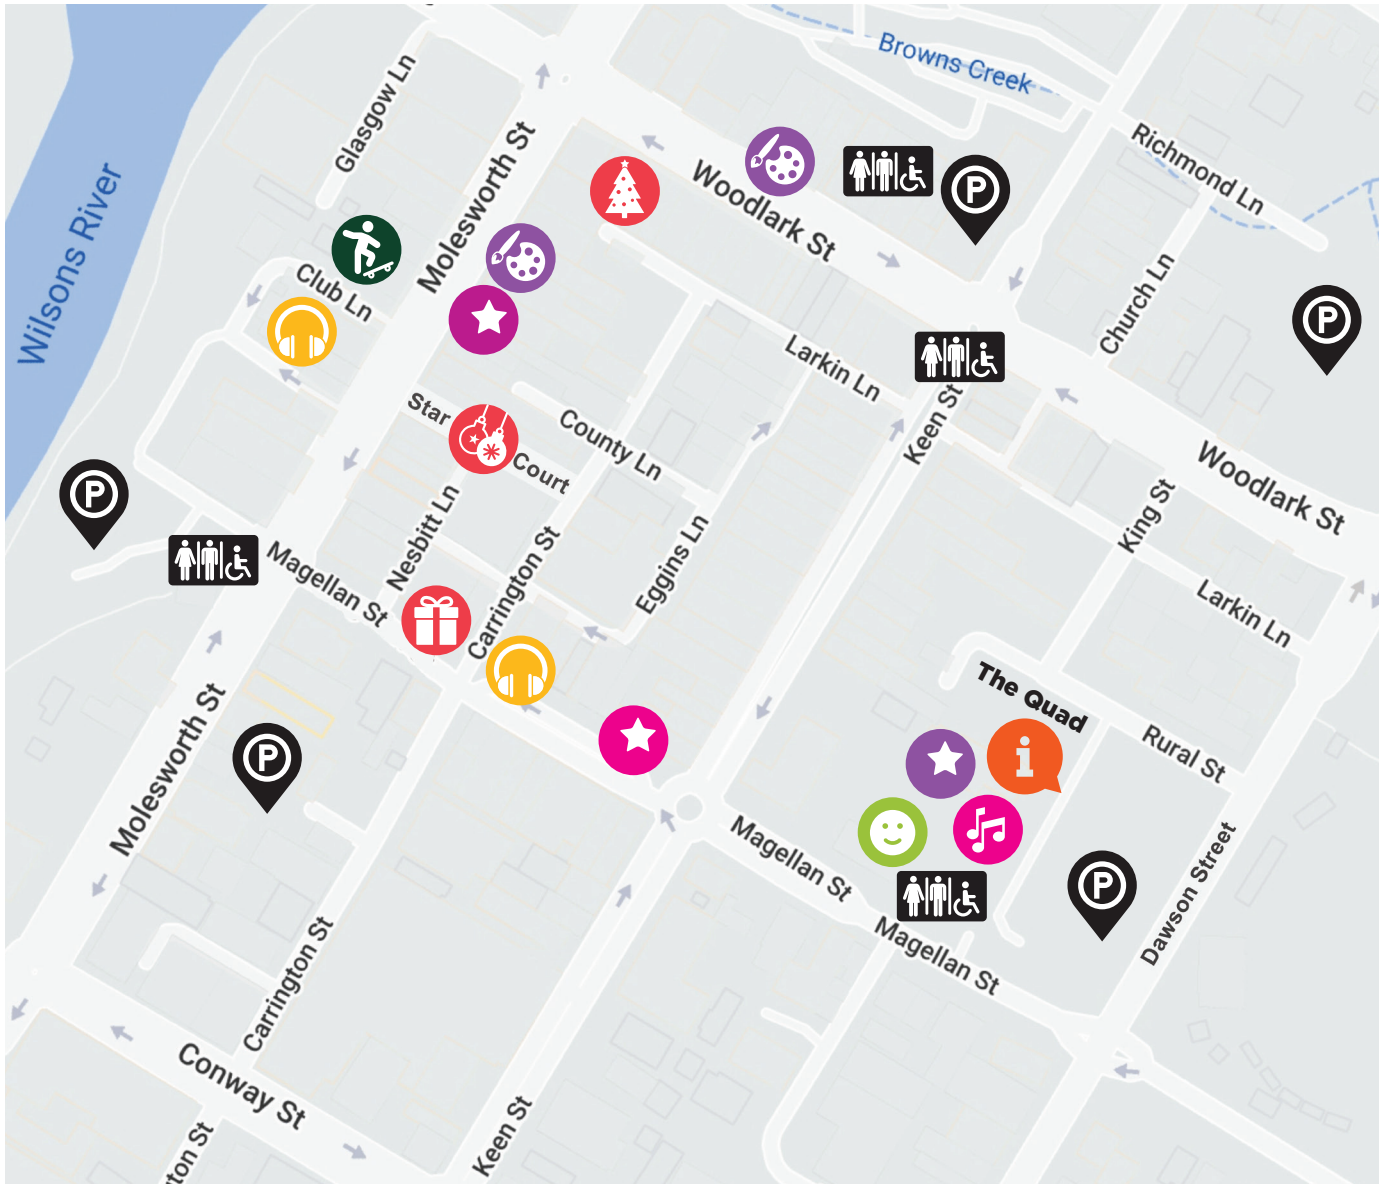 Browns Creek
Glasgow Ln
Richmond Ln
Molesworth St
P
Woodlark St
Wilsons River
Club Ln
Church Ln
P
Larkin Ln
Keen St
Star
Court
County Ln
Woodlark St
P
Nesbitt Ln
King St
Magellan St
Carrington St
Eggins Ln
Larkin Ln
The Quad
Molesworth St
P
i
Rural St
Magellan St
P
Dawson Street
Magellan St
Carrington St
Conway St
Keen St
ton St